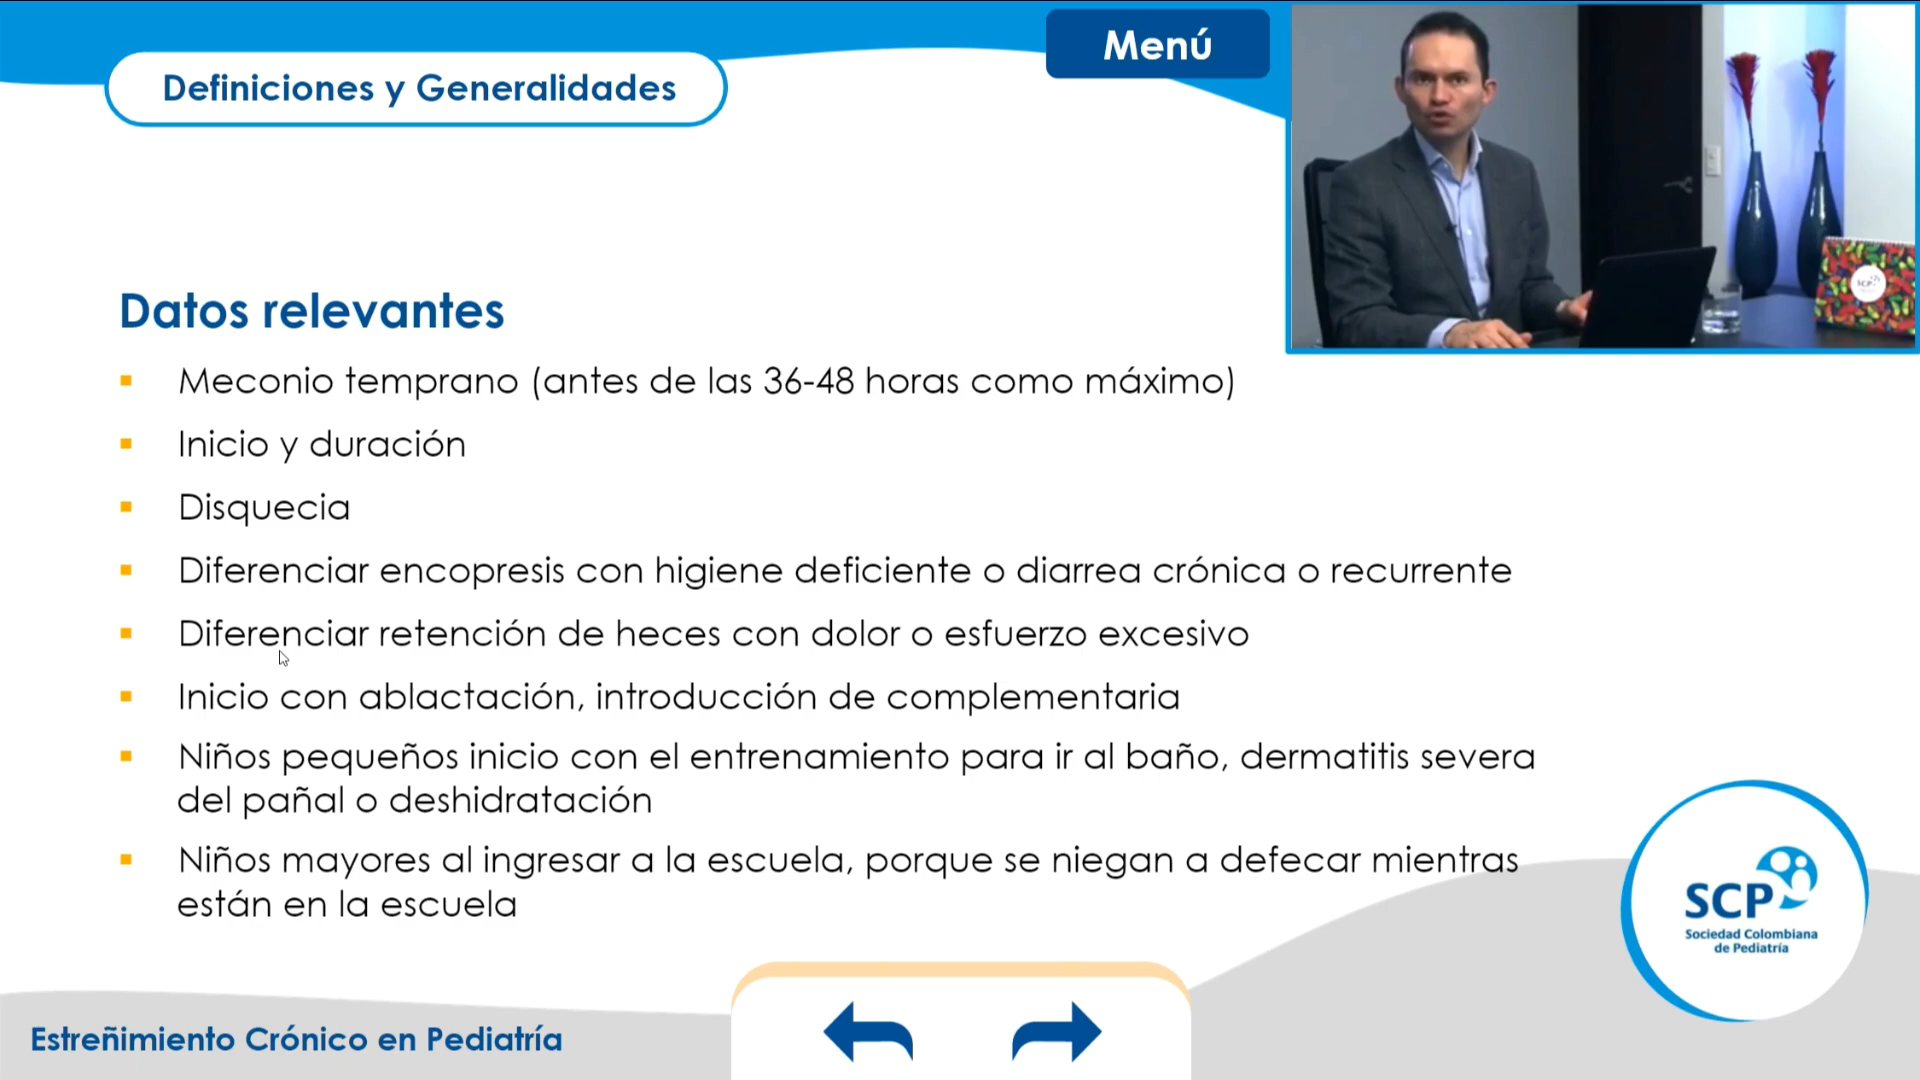 Menú
Definiciones y Generalidades
Datos relevantes
Meconio temprano (antes de las 36-48 horas como máximo)
Inicio y duración
Disquecia
Diferenciar encopresis con higiene deficiente o diarrea crónica o recurrente
Diferenciar retención de heces con dolor o esfuerzo excesivo
Inicio con ablactación, introducción de complementaria
Niños pequeños inicio con el entrenamiento para ir al baño, dermatitis severa
del pañal o deshidratación
Niños mayores al ingresar a la escuela, porque se niegan a defecar mientras
están en la escuela
SCP
SCP
Sociedad Colombiana
de Pediatría
Estreñimiento Crónico en Pediatría